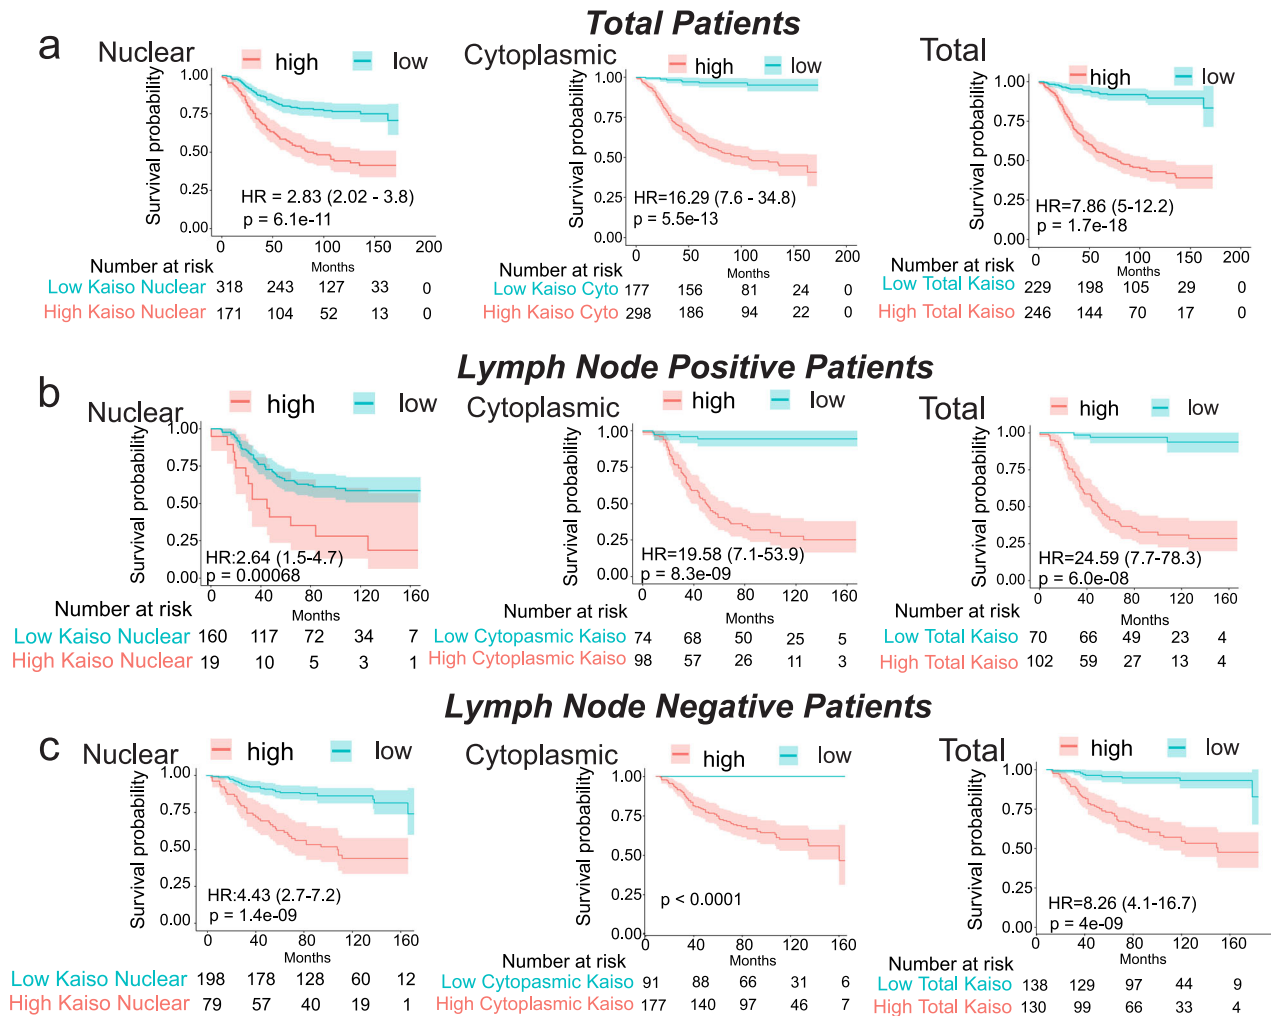 Total Patients
a
Nuclear
high
low
Survival probability
1.00
0.75
0.50
0.25
0.00
HR = 2.83 (2.02 - 3.8)
p = 6.1e-11
0 50 100 150 200
Months
Number at risk
Low Kaiso Nuclear 318 243 127 33 0
High Kaiso Nuclear 171 104 52 13 0
Cytoplasmic
high
low
Survival probability
1.00
0.75
0.50
0.25
0.00
HR=16.29 (7.6 - 34.8)
p = 5.5e-13
0 50 100 150 200
Months
Number at risk
Low Kaiso Cyto 177 156 81 24 0
High Kaiso Cyto 298 186 94 22 0
Total
high
low
Survival probability
1.00
0.75
0.50
0.25
0.00
HR=7.86 (5-12.2)
p = 1.7e-18
0 50 100 150 200
Months
Number at risk
Low Total Kaiso 229 198 105 29 0
High Total Kaiso 246 144 70 17 0
Lymph Node Positive Patients
b
Nuclear
high
low
Survival probability
1.00
0.75
0.50
0.25
0.00
HR:2.64 (1.5-4.7)
p = 0.00068
0 40 80 120 160
Months
Number at risk
Low Kaiso Nuclear 160 117 72 34 7
High Kaiso Nuclear 19 10 5 3 1
Cytoplasmic
high
low
Survival probability
1.00
0.75
0.50
0.25
0.00
HR=19.58 (7.1-53.9)
p = 8.3e-09
0 40 80 120 160
Months
Number at risk
Low Cytopasmic Kaiso 74 68 50 25 5
High Cytoplasmic Kaiso 98 57 26 11 3
Total
high
low
Survival probability
1.00
0.75
0.50
0.25
0.00
HR=24.59 (7.7-78.3)
p = 6.0e-08
0 40 80 120 160
Months
Number at risk
Low Total Kaiso 70 66 49 23 4
High Total Kaiso 102 59 27 13 4
Lymph Node Negative Patients
c
Nuclear
high
low
Survival probability
1.00
0.75
0.50
0.25
0.00
HR:4.43 (2.7-7.2)
p = 1.4e-09
0 40 80 120 160
Months
Low Kaiso Nuclear 198 178 128 60 12
High Kaiso Nuclear 79 57 40 19 1
Cytoplasmic
high
low
Survival probability
1.00
0.75
0.50
0.25
0.00
p < 0.0001
0 40 80 120 160
Months
Number at risk
Low Cytopasmic Kaiso 91 88 66 31 6
High Cytoplasmic Kaiso 177 140 97 46 7
Total
high
low
Survival probability
1.00
0.75
0.50
0.25
0.00
HR=8.26 (4.1-16.7)
p = 4e-09
0 40 80 120 160
Months
Number at risk
Low Total Kaiso 138 129 97 44 9
High Total Kaiso 130 99 66 33 4